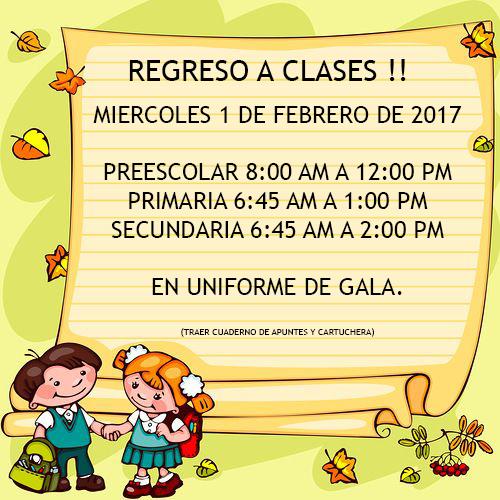 REGRESO A CLASES !!
MIERCOLES 1 DE FEBRERO DE 2017
PREESCOLAR 8:00 AM A 12:00 PM
PRIMARIA 6:45 AM A 1:00 PM
SECUNDARIA 6:45 AM A 2:00 PM
EN UNIFORME DE GALA.
(TRAER CUADERNO DE APUNTES Y CARTUCHERA)